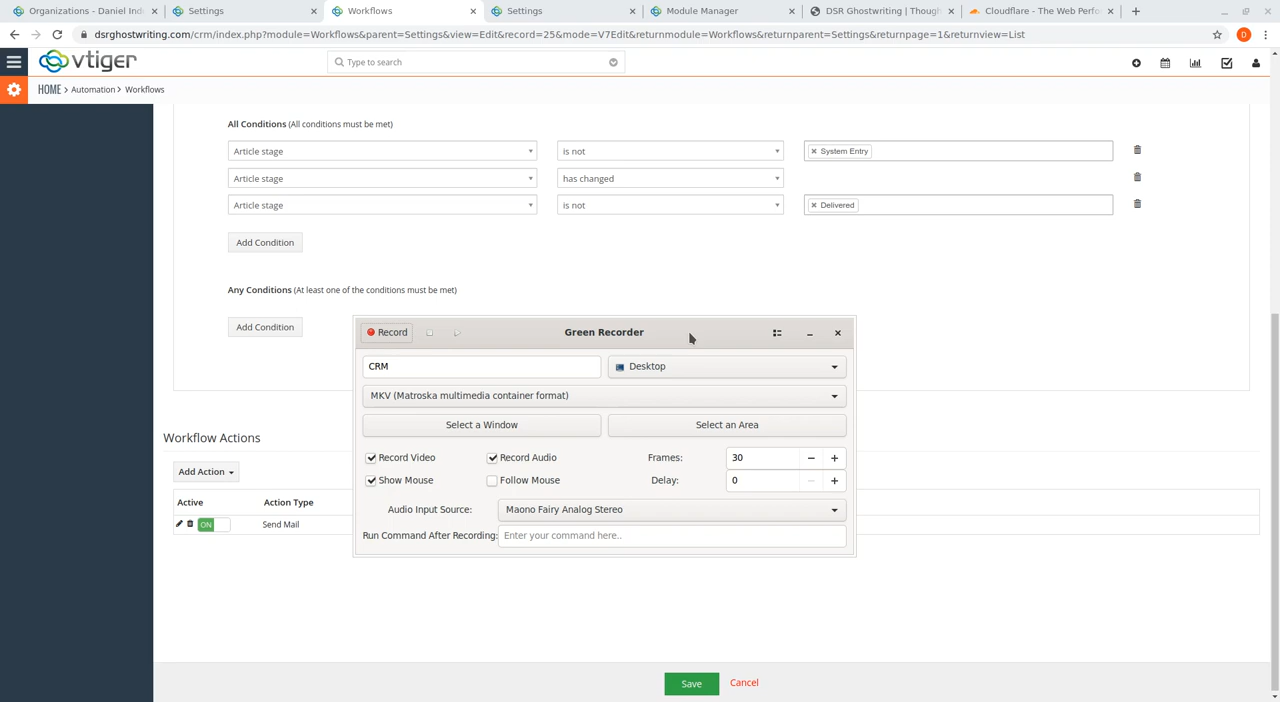 Organizations - Daniel Ind
Settings
Workflows
Settings
Module Manager
DSR Ghostwriting | Though
Cloudflare - The Web Perfo
dsrghostwriting.com/crm/index.php?module=Workflows&parent=Settings&view=Edit&record=25&mode=V7Edit&returnmodule=Workflows&returnparent=Settings&returnpage=1&returnview=List
D
vtiger
Type to search
HOME > Automation > Workflows
All Conditions (All conditions must be met)
Article stage is not × System Entry
Article stage has changed
Article stage is not × Delivered
Add Condition
Any Conditions (At least one of the conditions must be met)
Add Condition
Record
Green Recorder
CRM
Desktop
MKV (Matroska multimedia container format)
Select a Window
Select an Area
Record Video
Record Audio
Frames: 30
Show Mouse
Follow Mouse
Delay: 0
Audio Input Source: Maono Fairy Analog Stereo
Run Command After Recording: Enter your command here..
Workflow Actions
Add Action
Active Action Type
ON Send Mail
Save
Cancel